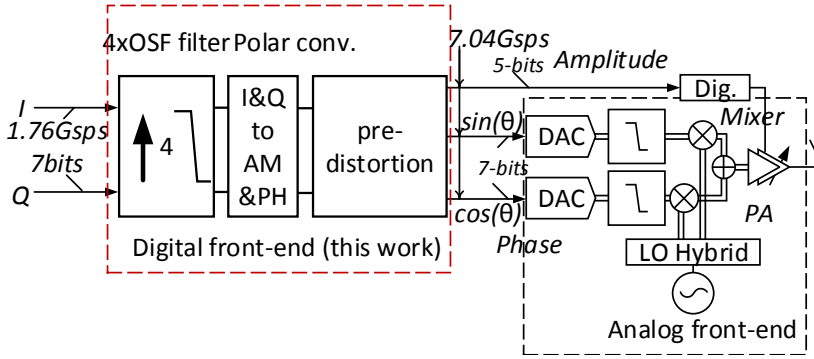 4xOSF filter Polar conv.
7.04Gsps
5-bits
Amplitude
I
1.76Gsps
7bits
Q
4
I&Q
to
AM
&PH
pre-
distortion
Dig.
Mixer
sin(θ)
7-bits
cos(θ)
Phase
DAC
DAC
PA
LO Hybrid
Digital front-end (this work)
Analog front-end